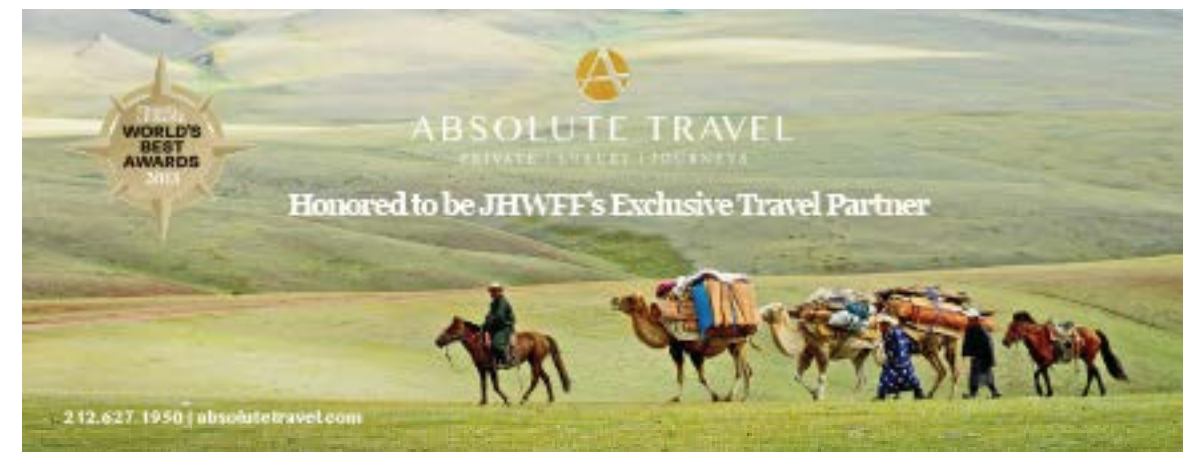 WORLD'S
BEST
AWARDS
ABSOLUTE TRAVEL
PRIVATE | LUXURY | JOURNEYS
Honored to be JHWFF's Exclusive Travel Partner
212.627.1950 | absolutetravel.com